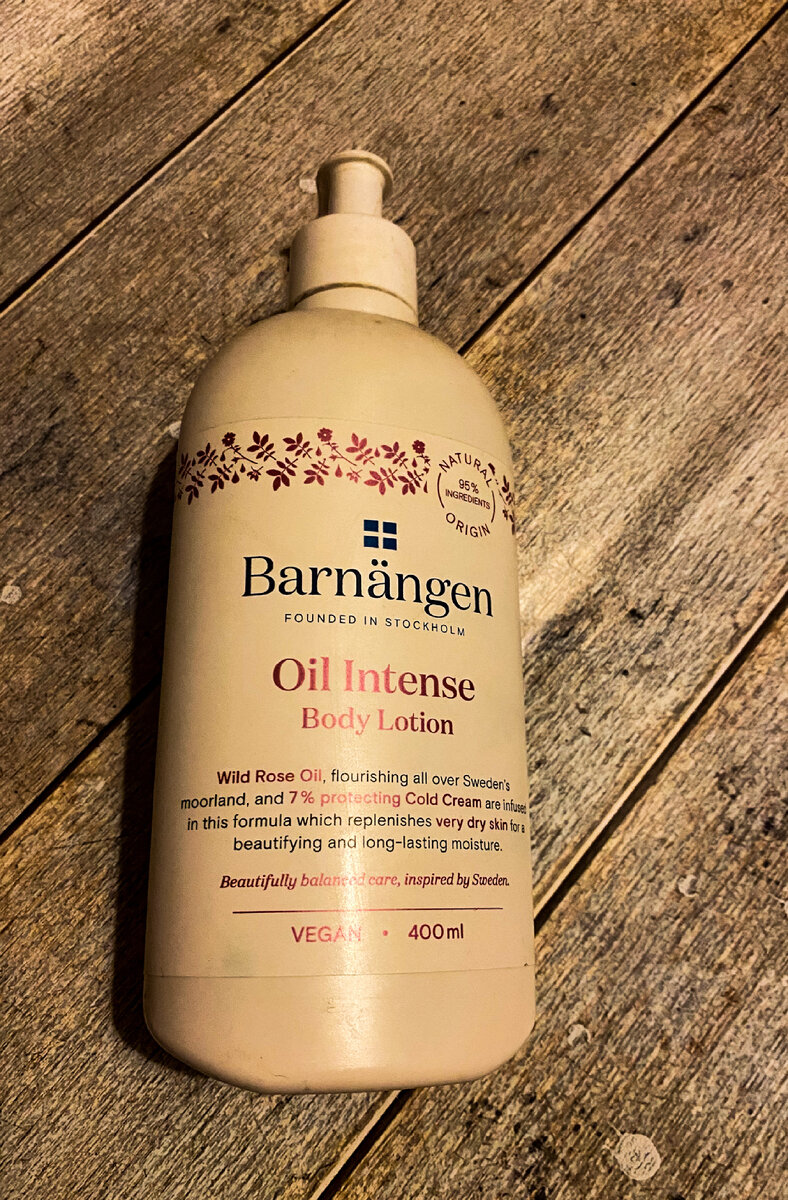 NATURAL
95%
INGREDIENTS
ORIGIN
Barnängen
FOUNDED IN STOCKHOLM
Oil Intense
Body Lotion
Wild Rose Oil, flourishing all over Sweden's
moorland, and 7% protecting Cold Cream are infused
in this formula which replenishes very dry skin for a
beautifying and long-lasting moisture.
Beautifully balanced care, inspired by Sweden.
VEGAN • 400ml